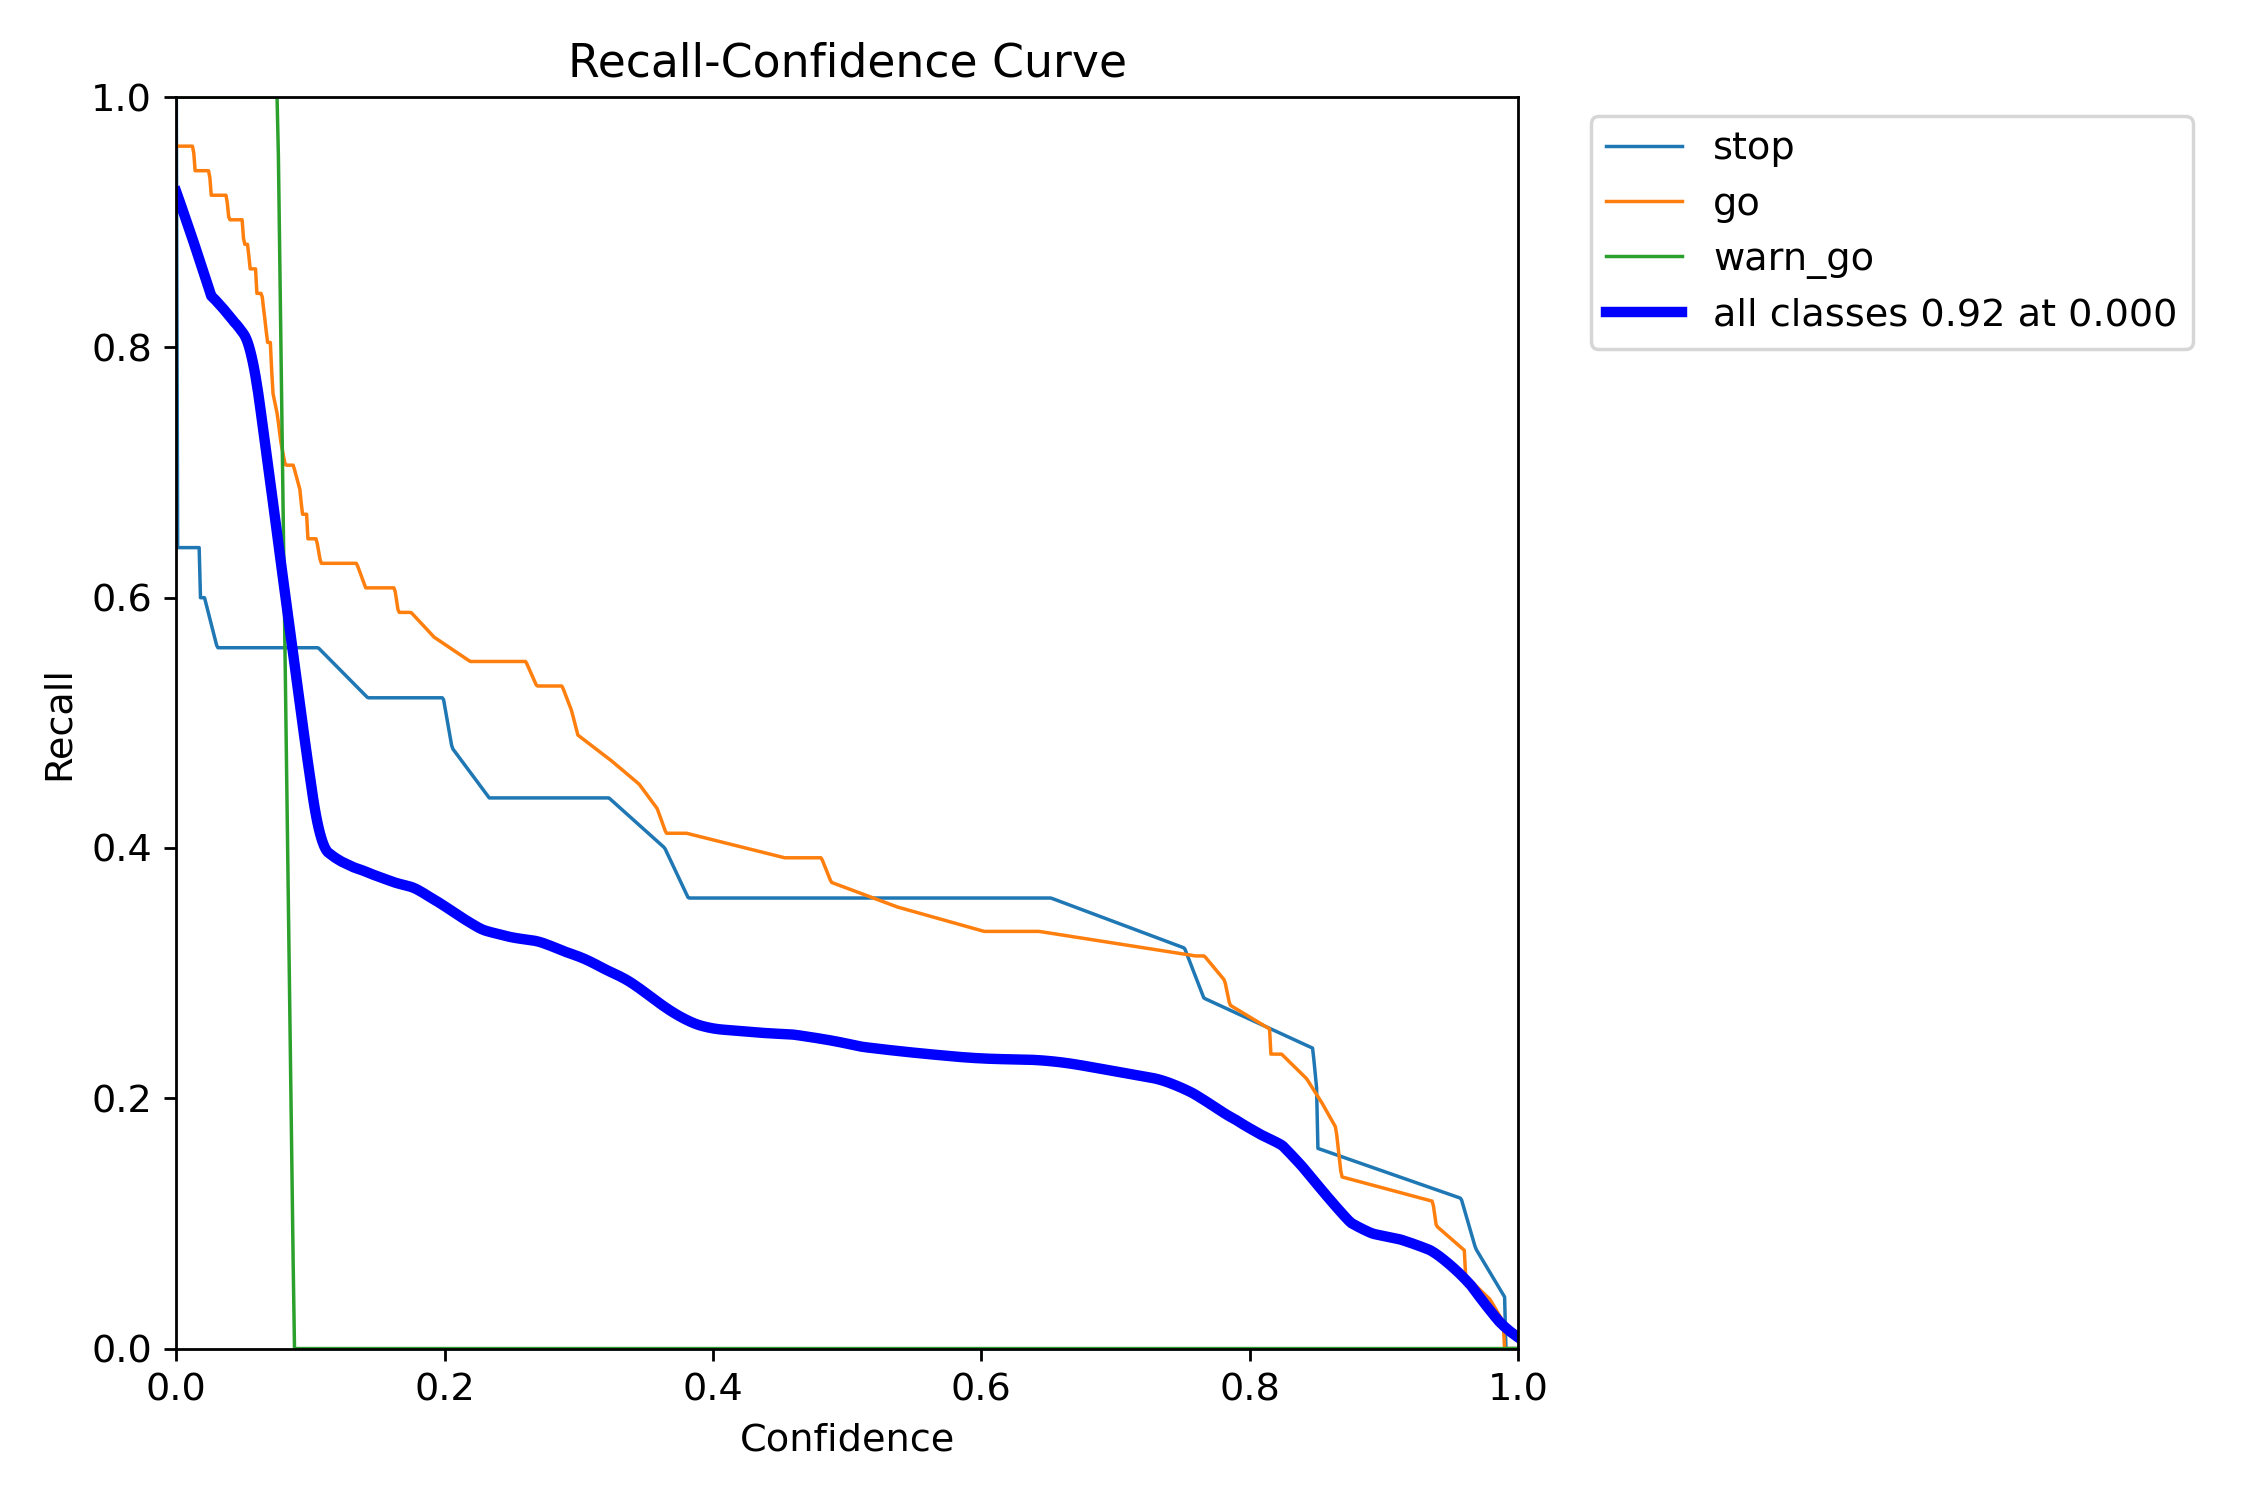 Recall-Confidence Curve
1.0
0.8
0.6
0.4
0.2
0.0
Recall
0.0 0.2 0.4 0.6 0.8 1.0
Confidence
stop
go
warn_go
all classes 0.92 at 0.000